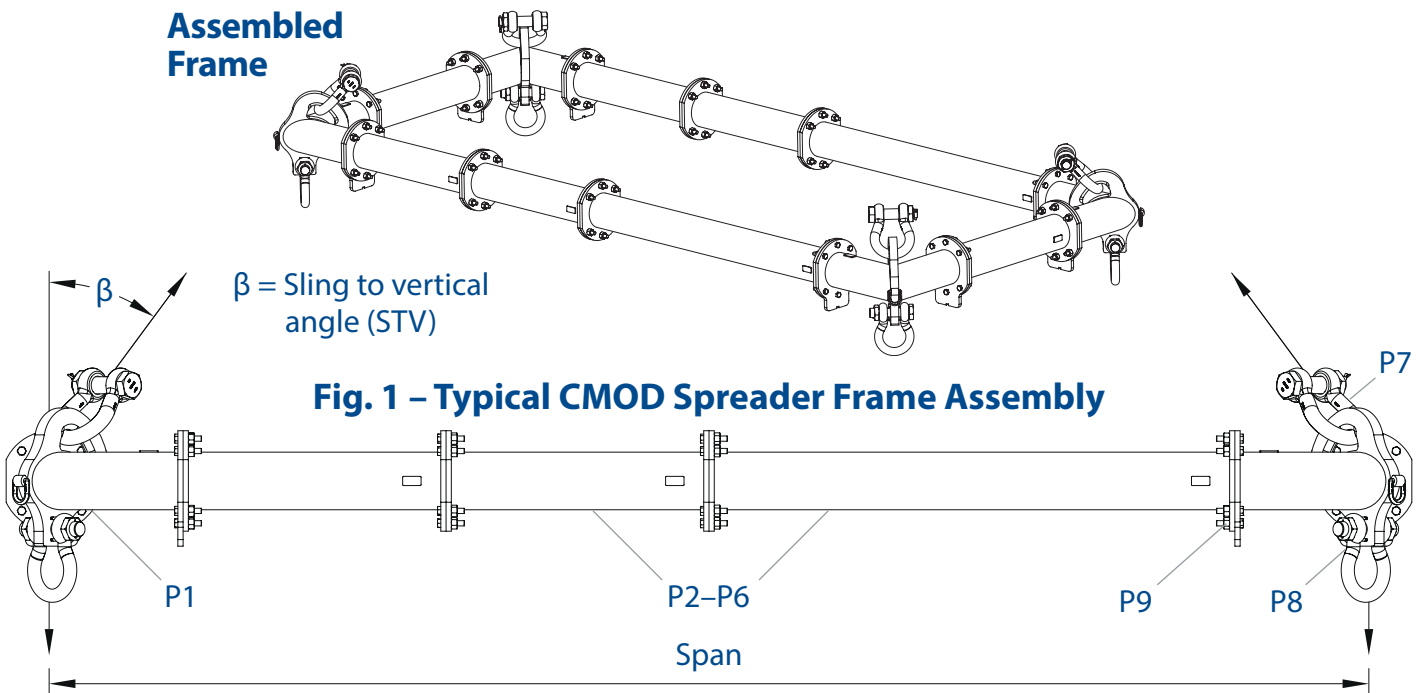 Assembled
Frame
β
β = Sling to vertical
angle (STV)
P7
Fig. 1 – Typical CMOD Spreader Frame Assembly
P1
P2–P6
P9
P8
Span